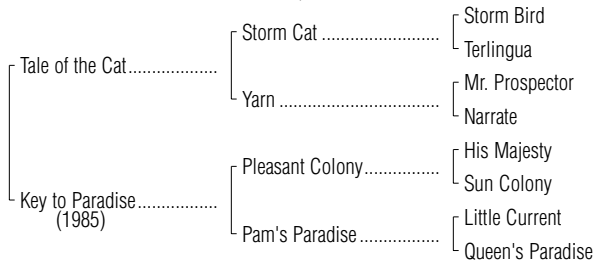 Storm Bird
Storm Cat ........................
Terlingua
Tale of the Cat..................
Mr. Prospector
Yarn .................................
Narrate
His Majesty
Pleasant Colony...............
Sun Colony
Key to Paradise................
(1985)
Little Current
Pam's Paradise ................
Queen's Paradise